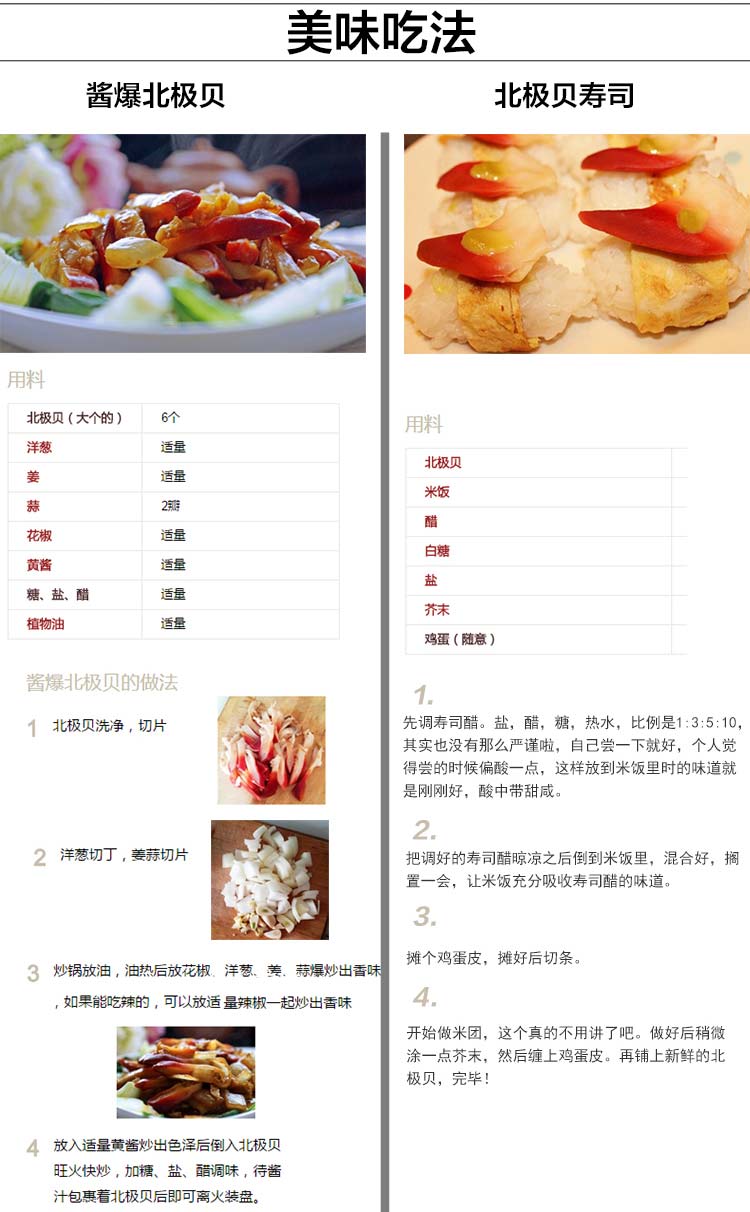 美味吃法
酱爆北极贝
用料
北极贝（大个的） 6个
洋葱 适量
姜 适量
蒜 2瓣
花椒 适量
黄酱 适量
糖、盐、醋 适量
植物油 适量
酱爆北极贝的做法
1 北极贝洗净，切片
2 洋葱切丁，姜蒜切片
3 炒锅放油，油热后放花椒、洋葱、姜、蒜爆炒出香味
，如果能吃辣的，可以放适量辣椒一起炒出香味
4 放入适量黄酱炒出色泽后倒入北极贝
旺火快炒，加糖、盐、醋调味，待酱
汁包裹着北极贝后即可离火装盘。
北极贝寿司
用料
北极贝
米饭
醋
白糖
盐
芥末
鸡蛋（随意）
1.
先调寿司醋。盐，醋，糖，热水，比例是1:3:5:10，
其实也没有那么严谨啦，自己尝一下就好，个人觉
得尝的时候偏酸一点，这样放到米饭里时的味道就
是刚刚好，酸中带甜咸。
2.
把调好的寿司醋晾凉之后倒到米饭里，混合好，搁
置一会，让米饭充分吸收寿司醋的味道。
3.
摊个鸡蛋皮，摊好后切条。
4.
开始做米团，这个真的不用讲了吧。做好后稍微
涂一点芥末，然后缠上鸡蛋皮。再铺上新鲜的北
极贝，完毕！